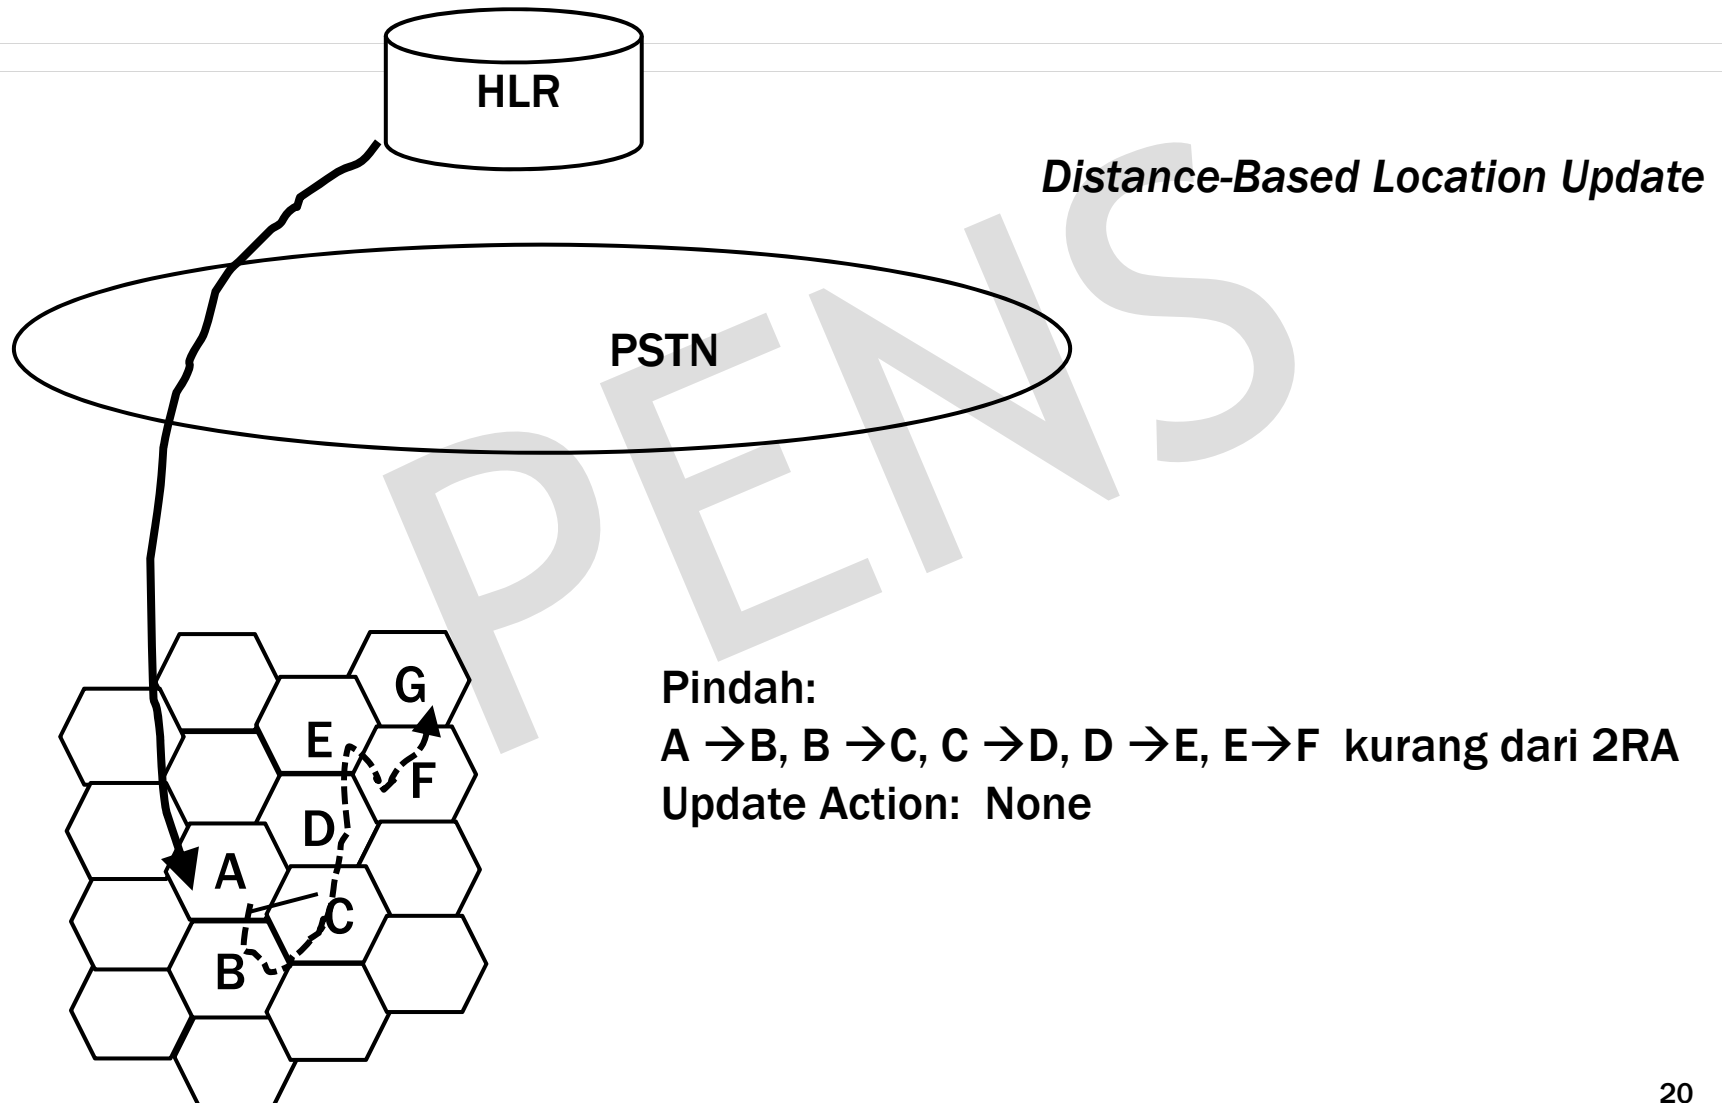 HLR
Distance-Based Location Update
PSTN
PENS
G
E
F
D
A
C
B
Pindah:
A →B, B →C, C →D, D →E, E→F kurang dari 2RA
Update Action: None
20